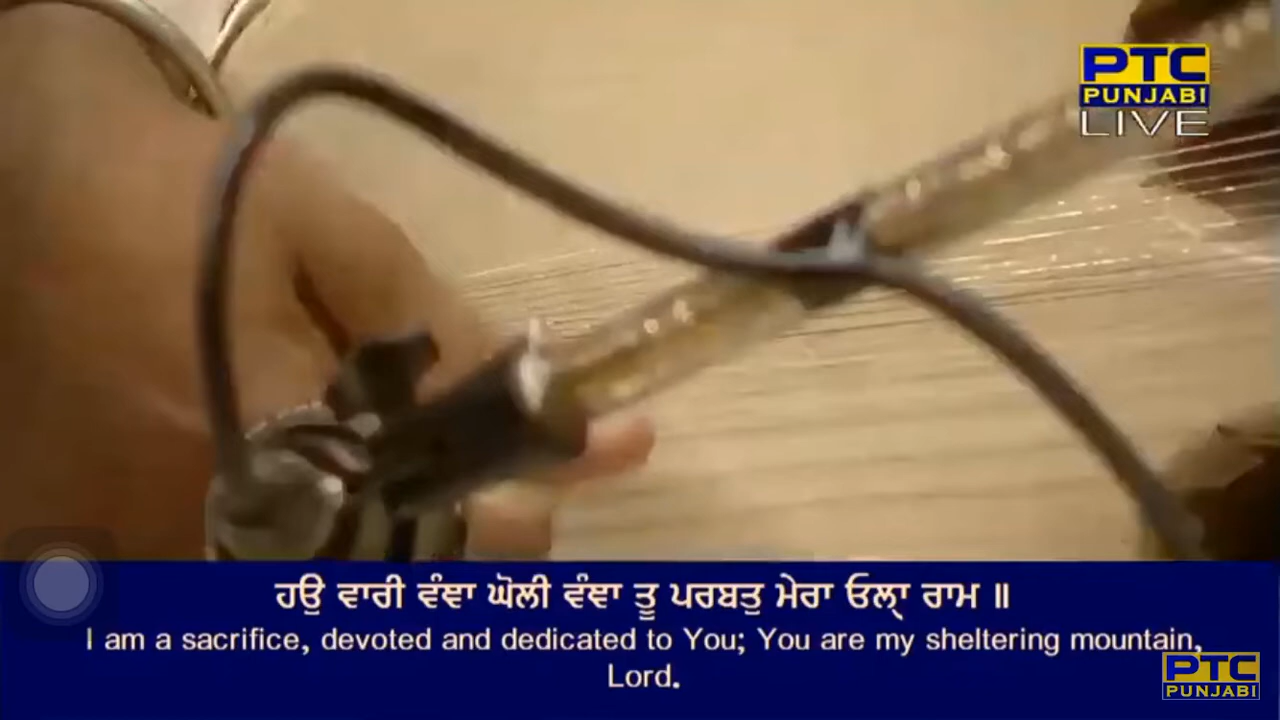 PTC
PUNJABI
LIVE
ਹਉ ਵਾਰੀ ਵੰਞਾ ਘੋਲੀ ਵੰਞਾ ਤੂ ਪਰਬਤੁ ਮੇਰਾ ਓਲੑਾ ਰਾਮ ॥
I am a sacrifice, devoted and dedicated to You; You are my sheltering mountain,
Lord.
PTC
PUNJABI